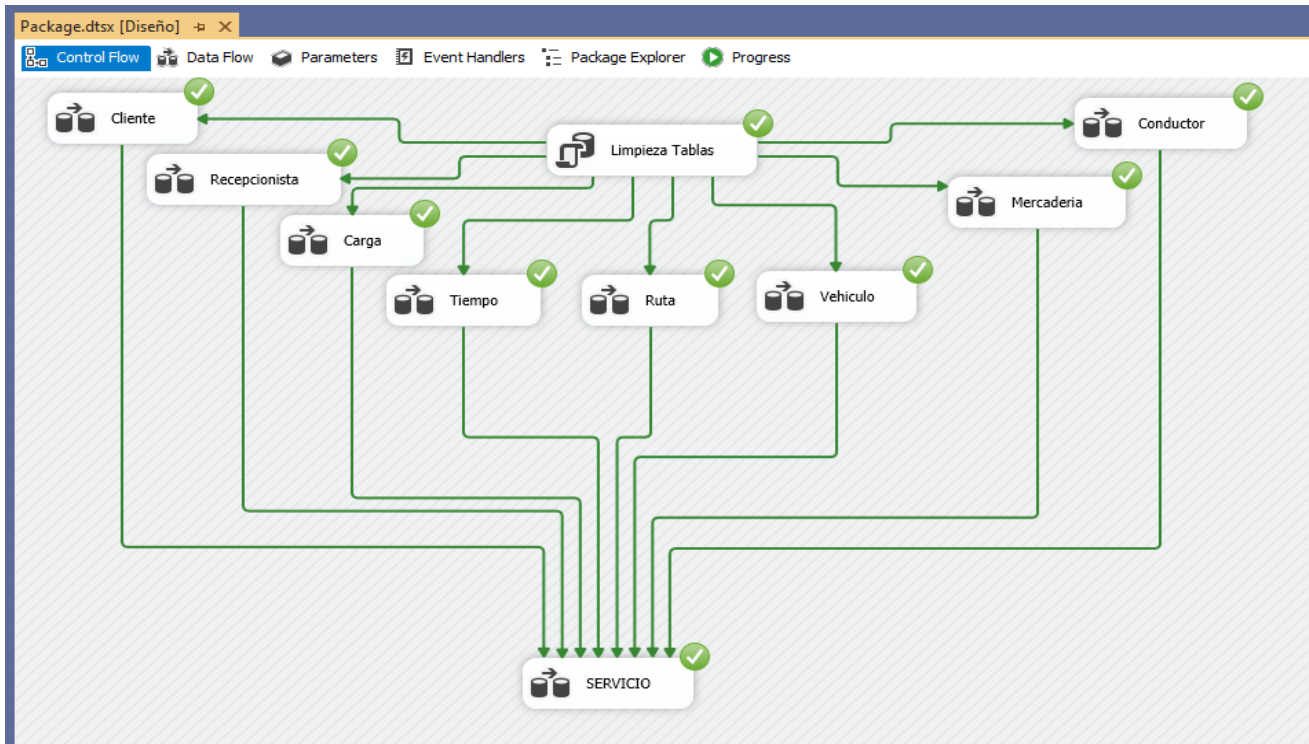 Package.dtsx [Diseño]
Control Flow Data Flow Parameters Event Handlers Package Explorer Progress
Cliente
Limpieza Tablas
Conductor
Recepcionista
Mercaderia
Carga
Tiempo
Ruta
Vehiculo
SERVICIO